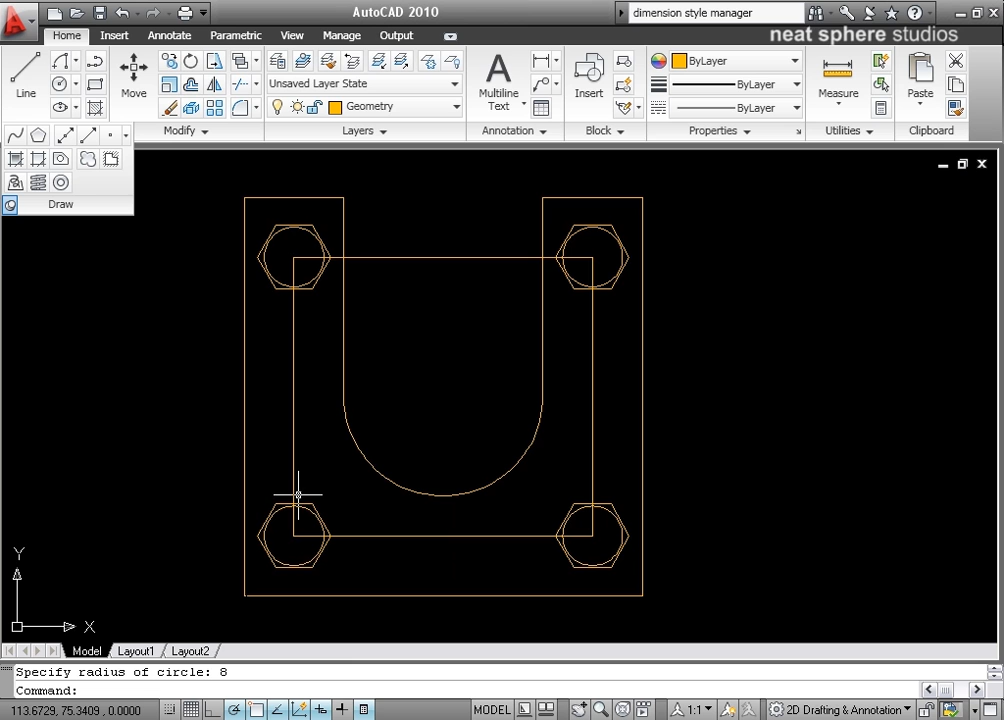 AutoCAD 2010
dimension style manager
Home Insert Annotate Parametric View Manage Output
neat sphere studios
Line
Move
Unsaved Layer State
Geometry
Multiline
Text
Insert
ByLayer
ByLayer
ByLayer
Measure
Paste
Modify Layers Annotation Block Properties Utilities Clipboard
Draw
Y
X
Model Layout1 Layout2
Specify radius of circle: 8
Command:
113.6729, 75.3409, 0.0000 MODEL 1:1 2D Drafting & Annotation